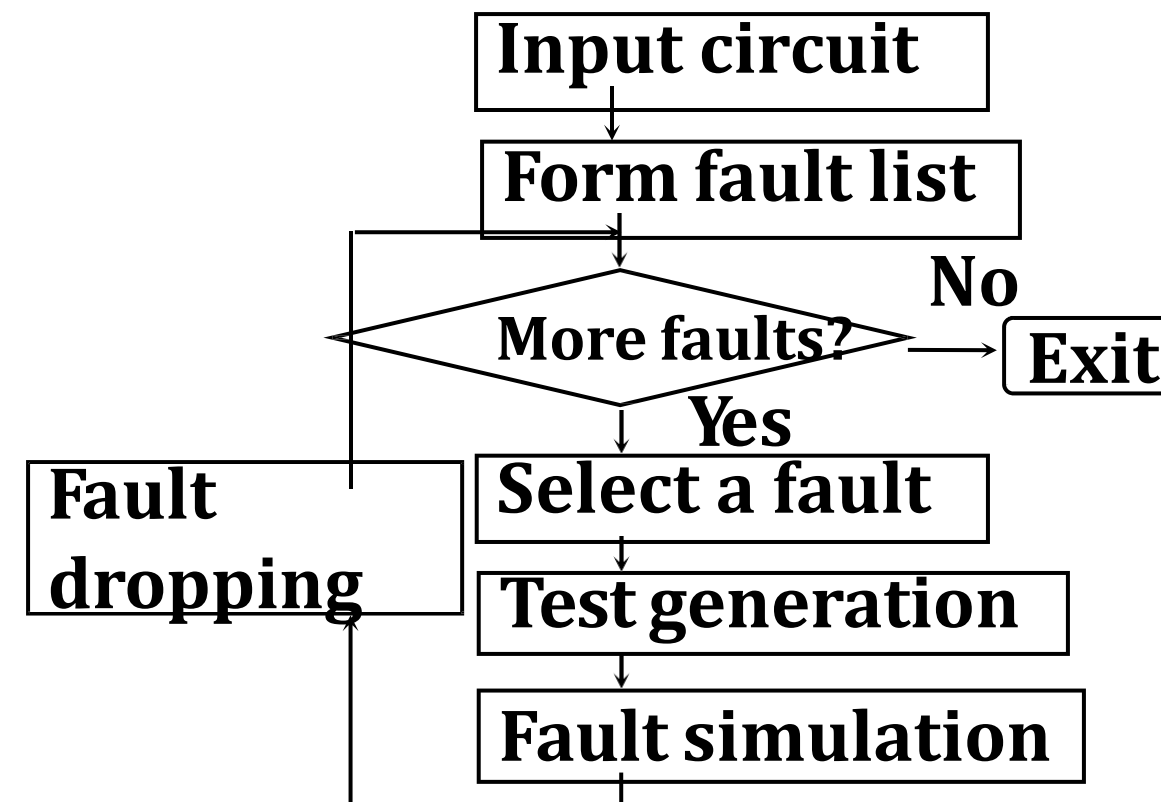 Input circuit
Form fault list
No
More faults?
Exit
Yes
Fault
dropping
Select a fault
Test generation
Fault simulation